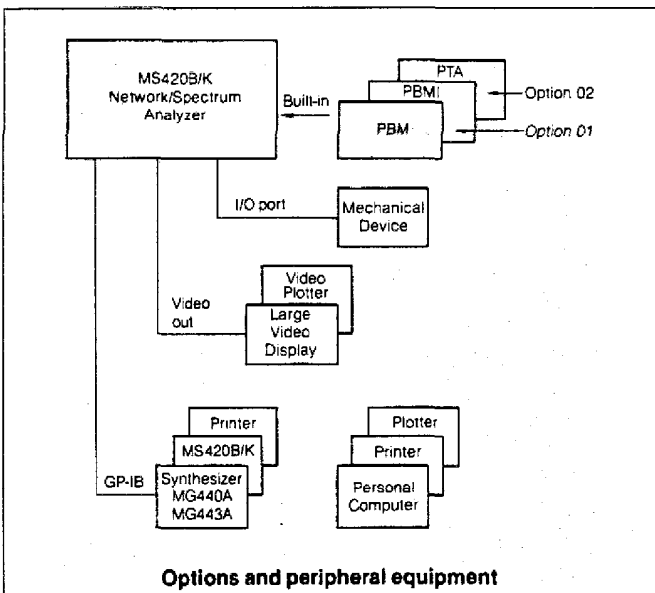 MS420B/K
Network/Spectrum
Analyzer
Built-in
PTA
PBMI
PBM
Option 02
Option 01
I/O port
Mechanical
Device
Video
out
Video
Plotter
Large
Video
Display
GP-IB
Printer
MS420B/K
Synthesizer
MG440A
MG443A
Plotter
Printer
Personal
Computer
Options and peripheral equipment